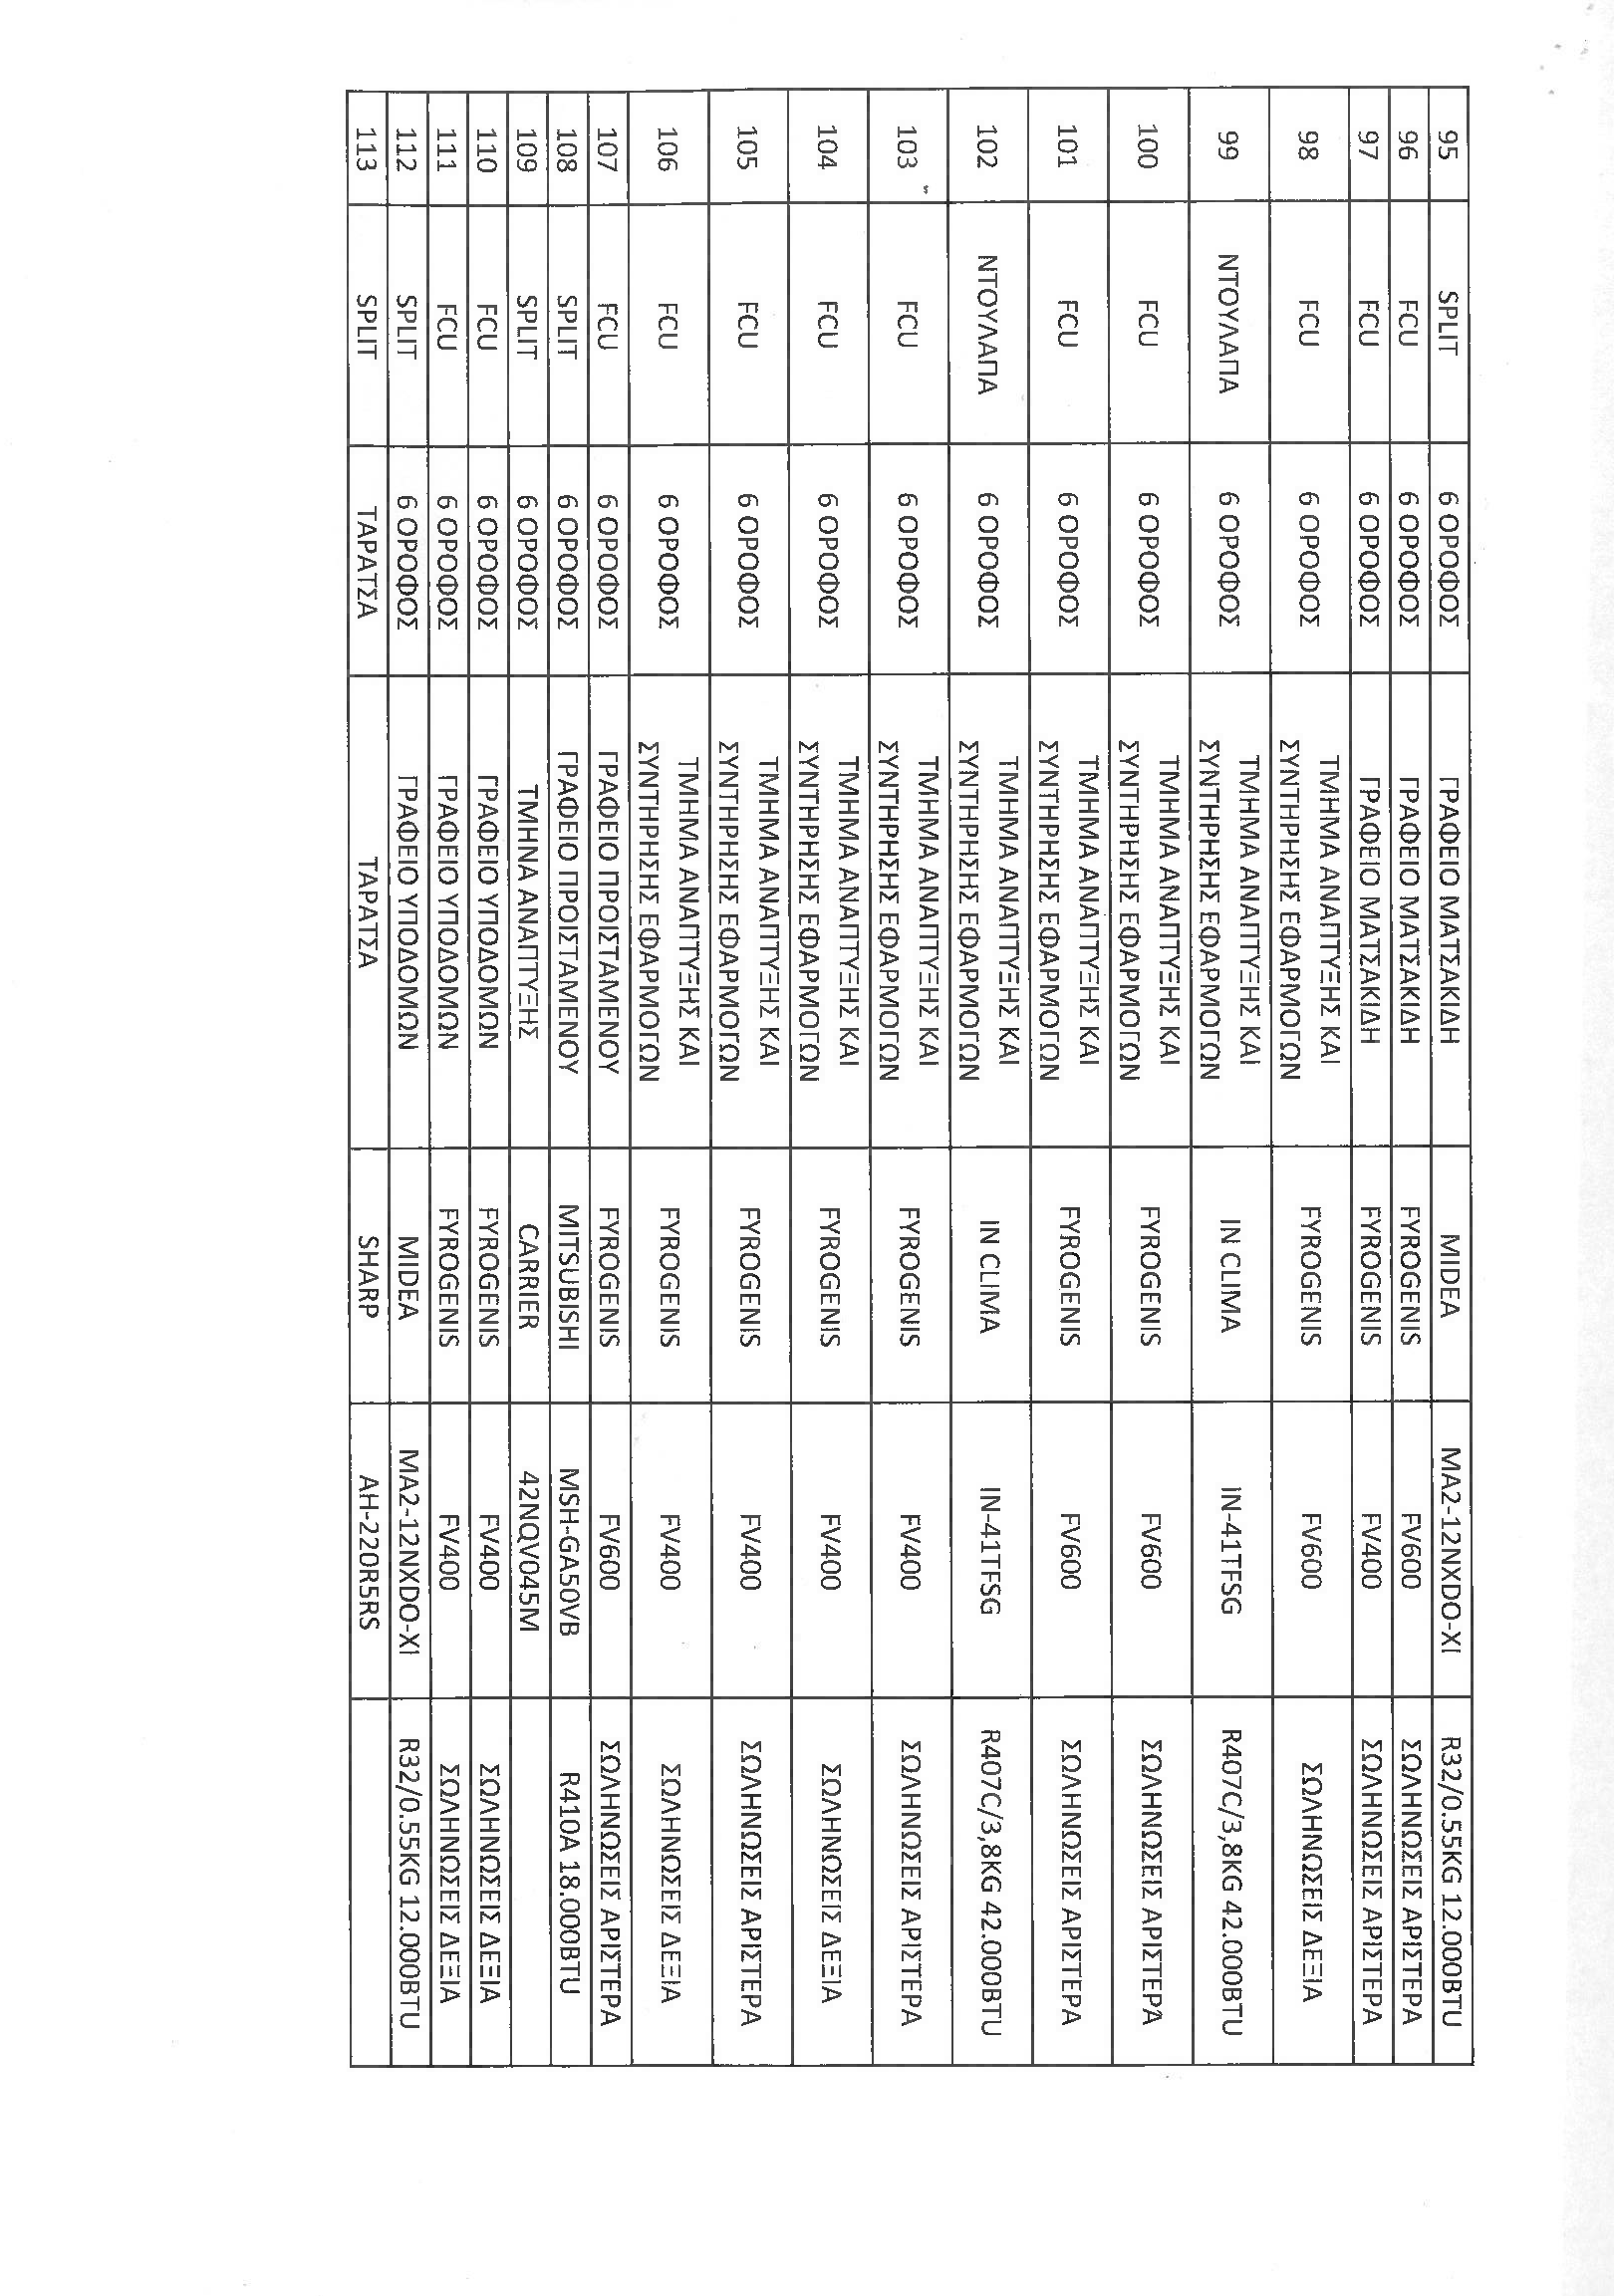 95 SPLIT 6 ΟΡΟΦΟΣ ΓΡΑΦΕΙΟ ΜΑΤΣΑΚΙΔΗ MIDEA MA2-12NXDO-XI R32/0.55KG 12.000BTU
96 FCU 6 ΟΡΟΦΟΣ ΓΡΑΦΕΙΟ ΜΑΤΣΑΚΙΔΗ FYROGENIS FV600 ΣΩΛΗΝΩΣΕΙΣ ΑΡΙΣΤΕΡΑ
97 FCU 6 ΟΡΟΦΟΣ ΓΡΑΦΕΙΟ ΜΑΤΣΑΚΙΔΗ FYROGENIS FV400 ΣΩΛΗΝΩΣΕΙΣ ΑΡΙΣΤΕΡΑ
98 FCU 6 ΟΡΟΦΟΣ ΤΜΗΜΑ ΑΝΑΠΤΥΞΗΣ ΚΑΙ
ΣΥΝΤΗΡΗΣΗΣ ΕΦΑΡΜΟΓΩΝ FYROGENIS FV600 ΣΩΛΗΝΩΣΕΙΣ ΔΕΞΙΑ
99 ΝΤΟΥΛΑΠΑ 6 ΟΡΟΦΟΣ ΤΜΗΜΑ ΑΝΑΠΤΥΞΗΣ ΚΑΙ
ΣΥΝΤΗΡΗΣΗΣ ΕΦΑΡΜΟΓΩΝ IN CLIMA IN-41TFSG R407C/3,8KG 42.000BTU
100 FCU 6 ΟΡΟΦΟΣ ΤΜΗΜΑ ΑΝΑΠΤΥΞΗΣ ΚΑΙ
ΣΥΝΤΗΡΗΣΗΣ ΕΦΑΡΜΟΓΩΝ FYROGENIS FV600 ΣΩΛΗΝΩΣΕΙΣ ΑΡΙΣΤΕΡΑ
101 FCU 6 ΟΡΟΦΟΣ ΤΜΗΜΑ ΑΝΑΠΤΥΞΗΣ ΚΑΙ
ΣΥΝΤΗΡΗΣΗΣ ΕΦΑΡΜΟΓΩΝ FYROGENIS FV600 ΣΩΛΗΝΩΣΕΙΣ ΑΡΙΣΤΕΡΑ
102 ΝΤΟΥΛΑΠΑ 6 ΟΡΟΦΟΣ ΤΜΗΜΑ ΑΝΑΠΤΥΞΗΣ ΚΑΙ
ΣΥΝΤΗΡΗΣΗΣ ΕΦΑΡΜΟΓΩΝ IN CLIMA IN-41TFSG R407C/3,8KG 42.000BTU
103 FCU 6 ΟΡΟΦΟΣ ΤΜΗΜΑ ΑΝΑΠΤΥΞΗΣ ΚΑΙ
ΣΥΝΤΗΡΗΣΗΣ ΕΦΑΡΜΟΓΩΝ FYROGENIS FV400 ΣΩΛΗΝΩΣΕΙΣ ΑΡΙΣΤΕΡΑ
104 FCU 6 ΟΡΟΦΟΣ ΤΜΗΜΑ ΑΝΑΠΤΥΞΗΣ ΚΑΙ
ΣΥΝΤΗΡΗΣΗΣ ΕΦΑΡΜΟΓΩΝ FYROGENIS FV400 ΣΩΛΗΝΩΣΕΙΣ ΔΕΞΙΑ
105 FCU 6 ΟΡΟΦΟΣ ΤΜΗΜΑ ΑΝΑΠΤΥΞΗΣ ΚΑΙ
ΣΥΝΤΗΡΗΣΗΣ ΕΦΑΡΜΟΓΩΝ FYROGENIS FV400 ΣΩΛΗΝΩΣΕΙΣ ΑΡΙΣΤΕΡΑ
106 FCU 6 ΟΡΟΦΟΣ ΤΜΗΜΑ ΑΝΑΠΤΥΞΗΣ ΚΑΙ
ΣΥΝΤΗΡΗΣΗΣ ΕΦΑΡΜΟΓΩΝ FYROGENIS FV400 ΣΩΛΗΝΩΣΕΙΣ ΔΕΞΙΑ
107 FCU 6 ΟΡΟΦΟΣ ΓΡΑΦΕΙΟ ΠΡΟΙΣΤΑΜΕΝΟΥ FYROGENIS FV600 ΣΩΛΗΝΩΣΕΙΣ ΑΡΙΣΤΕΡΑ
108 SPLIT 6 ΟΡΟΦΟΣ ΓΡΑΦΕΙΟ ΠΡΟΙΣΤΑΜΕΝΟΥ MITSUBISHI MSH-GA50VB R410A 18.000BTU
109 SPLIT 6 ΟΡΟΦΟΣ ΤΜΗΝΑ ΑΝΑΠΤΥΞΗΣ CARRIER 42NQV045M
110 FCU 6 ΟΡΟΦΟΣ ΓΡΑΦΕΙΟ ΥΠΟΔΟΜΩΝ FYROGENIS FV400 ΣΩΛΗΝΩΣΕΙΣ ΔΕΞΙΑ
111 FCU 6 ΟΡΟΦΟΣ ΓΡΑΦΕΙΟ ΥΠΟΔΟΜΩΝ FYROGENIS FV400 ΣΩΛΗΝΩΣΕΙΣ ΔΕΞΙΑ
112 SPLIT 6 ΟΡΟΦΟΣ ΓΡΑΦΕΙΟ ΥΠΟΔΟΜΩΝ MIDEA MA2-12NXDO-XI R32/0.55KG 12.000BTU
113 SPLIT ΤΑΡΑΤΣΑ ΤΑΡΑΤΣΑ SHARP AH-220R5RS